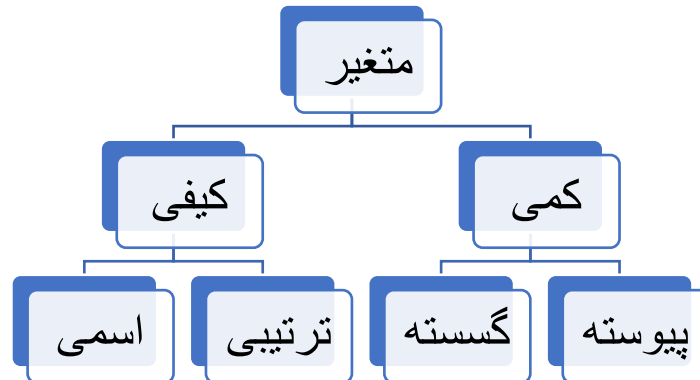 متغیر
کمی
کیفی
پیوسته
گسسته
ترتیبی
اسمی